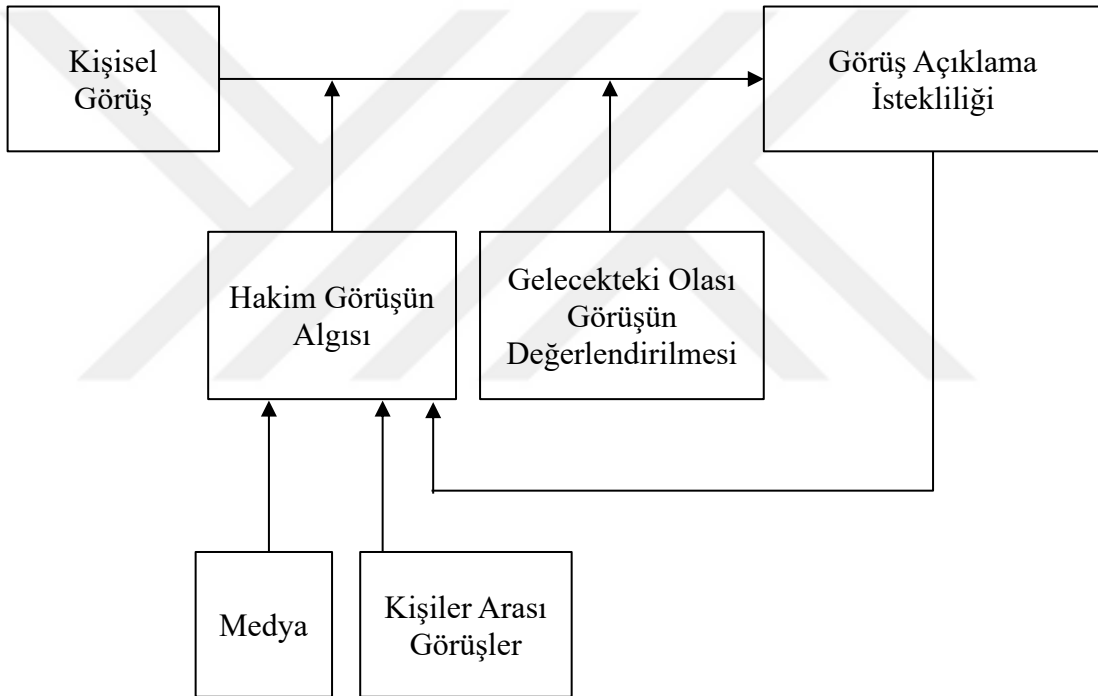 Kişisel
Görüş
Görüş Açıklama
İstekliliği
Hakim Görüşün
Algısı
Gelecekteki Olası
Görüşün
Değerlendirilmesi
Medya
Kişiler Arası
Görüşler